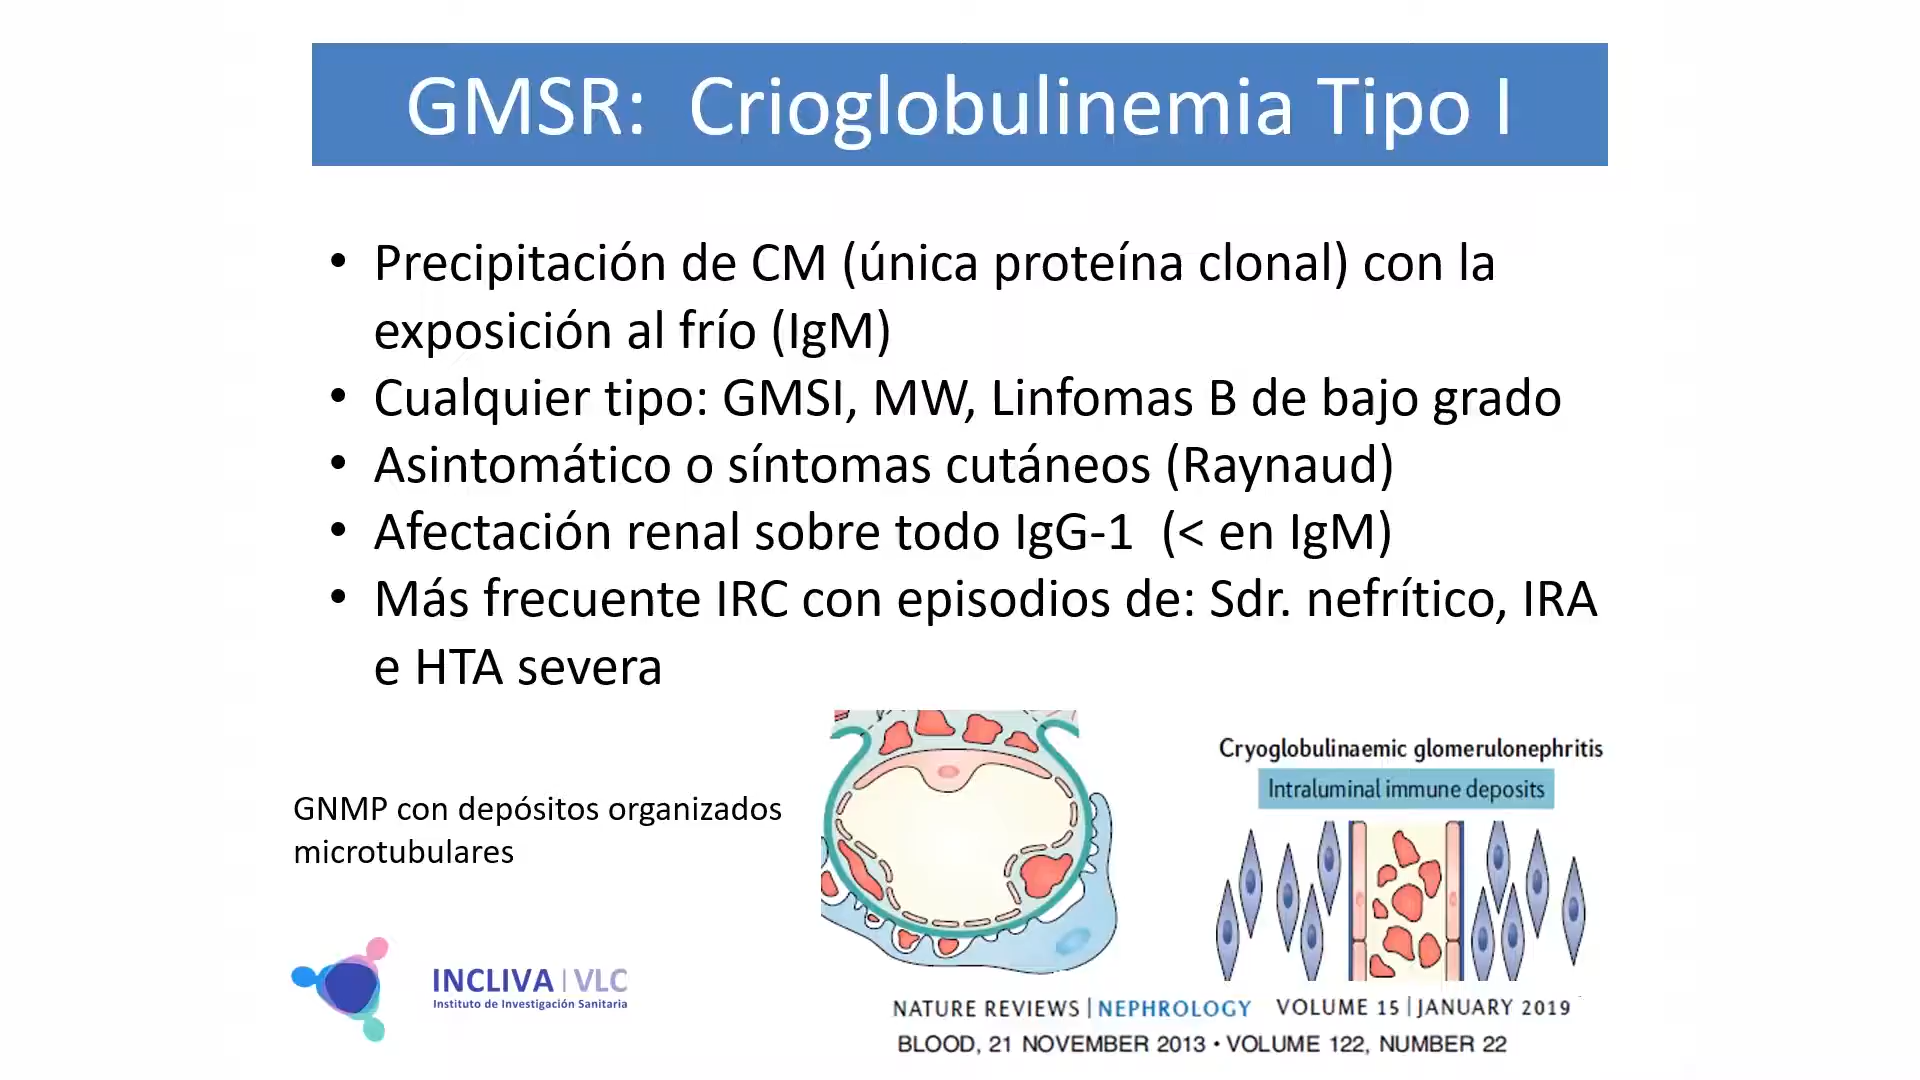 GMSR: Crioglobulinemia Tipo I
• Precipitación de CM (única proteína clonal) con la
exposición al frío (IgM)
• Cualquier tipo: GMSI, MW, Linfomas B de bajo grado
• Asintomático o síntomas cutáneos (Raynaud)
• Afectación renal sobre todo IgG-1 (< en IgM)
• Más frecuente IRC con episodios de: Sdr. nefrítico, IRA
e HTA severa
GNMP con depósitos organizados
microtubulares
Cryoglobulinaemic glomerulonephritis
Intraluminal immune deposits
INCLIVA | VLC
Instituto de Investigación Sanitaria
NATURE REVIEWS | NEPHROLOGY VOLUME 15 | JANUARY 2019
BLOOD, 21 NOVEMBER 2013 • VOLUME 122, NUMBER 22